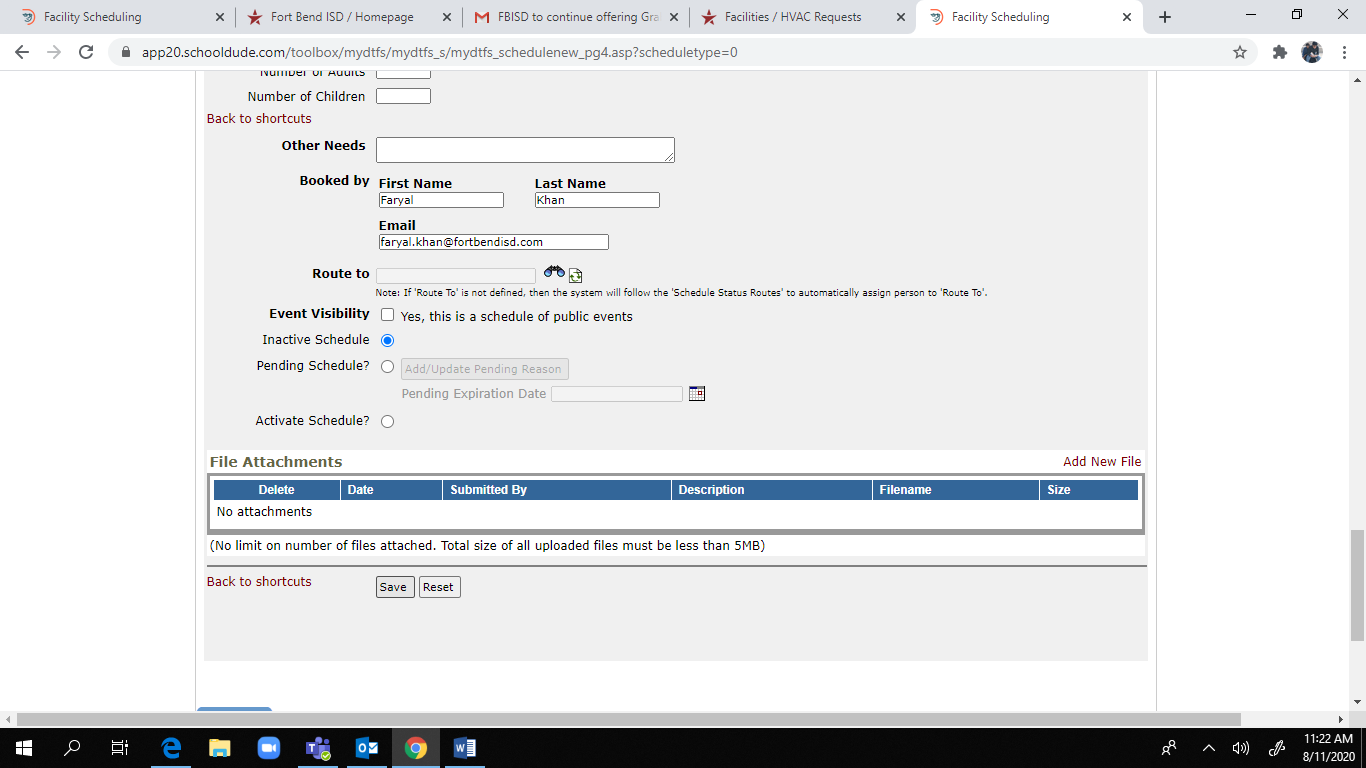 Facility Scheduling
Fort Bend ISD / Homepage
FBISD to continue offering Gra
Facilities / HVAC Requests
Facility Scheduling
app20.schooldude.com/toolbox/mydtfs/mydtfs_s/mydtfs_schedulenew_pg4.asp?scheduletype=0
Number of Adults
Number of Children
Back to shortcuts
Other Needs
Booked by First Name Last Name
Faryal Khan
Email
faryal.khan@fortbendisd.com
Route to
Note: If 'Route To' is not defined, then the system will follow the 'Schedule Status Routes' to automatically assign person to 'Route To'.
Event Visibility Yes, this is a schedule of public events
Inactive Schedule
Pending Schedule? Add/Update Pending Reason
Pending Expiration Date
Activate Schedule?
File Attachments Add New File
Delete Date Submitted By Description Filename Size
No attachments
(No limit on number of files attached. Total size of all uploaded files must be less than 5MB)
Back to shortcuts Save Reset
11:22 AM
8/11/2020